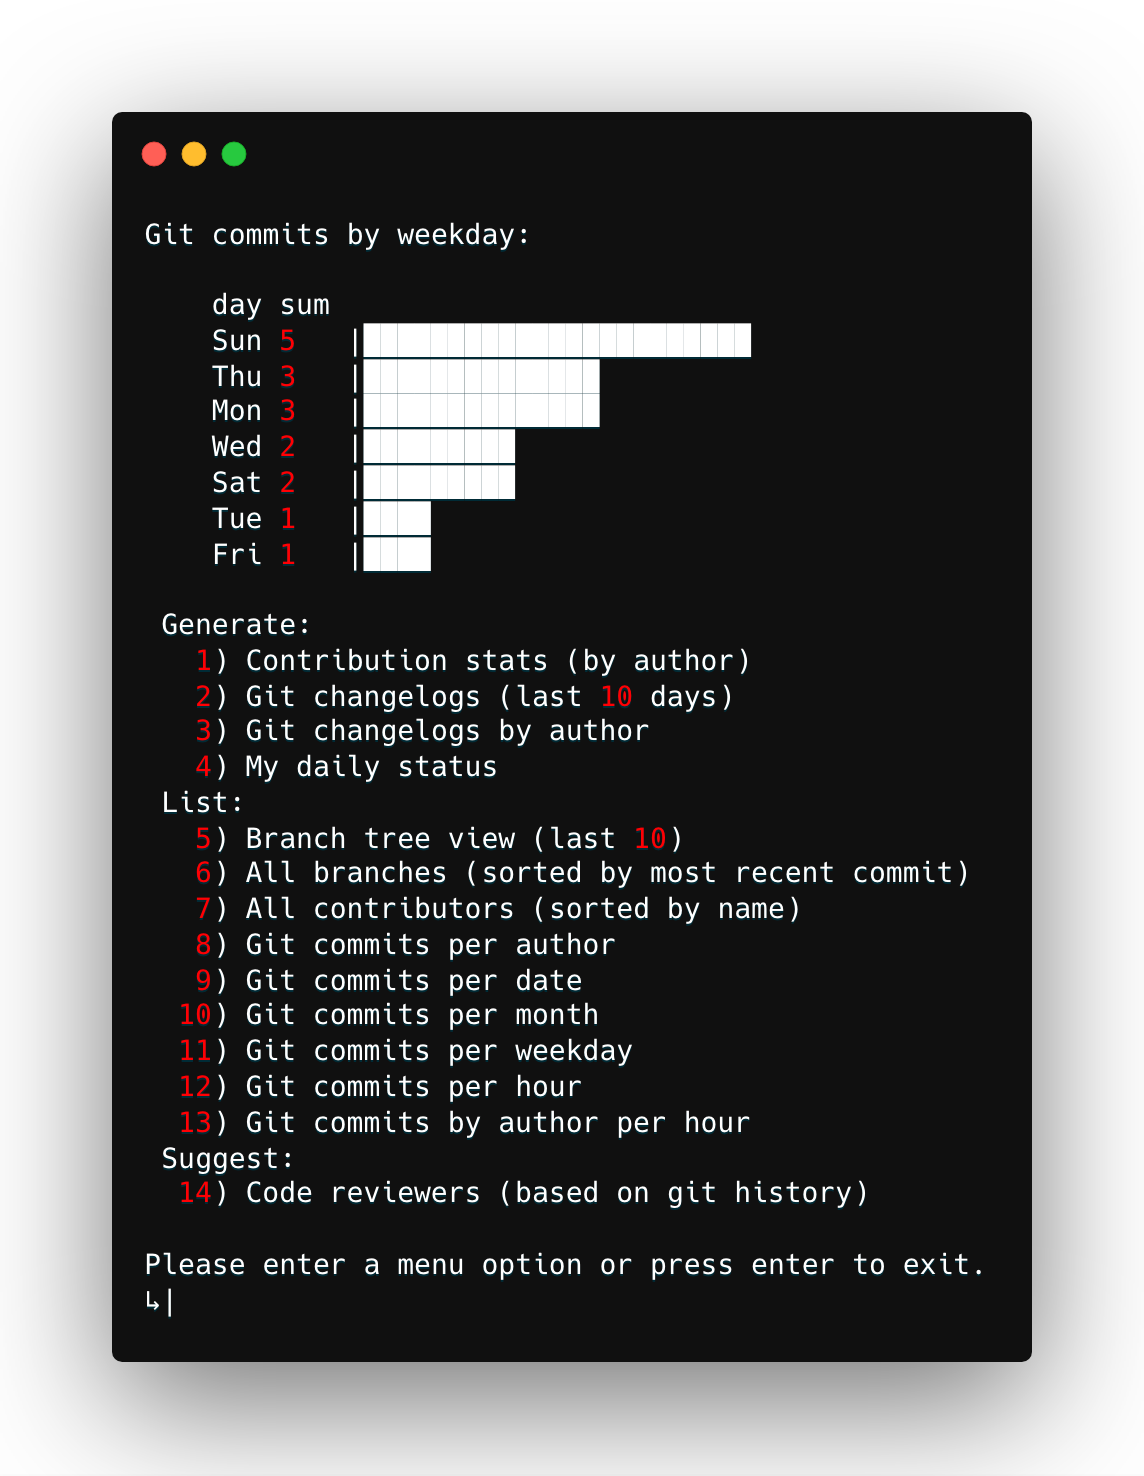 Git commits by weekday:
day sum
Sun 5 |███████████████████████
Thu 3 |██████████████
Mon 3 |██████████████
Wed 2 |█████████
Sat 2 |█████████
Tue 1 |████
Fri 1 |████
Generate:
1) Contribution stats (by author)
2) Git changelogs (last 10 days)
3) Git changelogs by author
4) My daily status
List:
5) Branch tree view (last 10)
6) All branches (sorted by most recent commit)
7) All contributors (sorted by name)
8) Git commits per author
9) Git commits per date
10) Git commits per month
11) Git commits per weekday
12) Git commits per hour
13) Git commits by author per hour
Suggest:
14) Code reviewers (based on git history)
Please enter a menu option or press enter to exit.
↳|